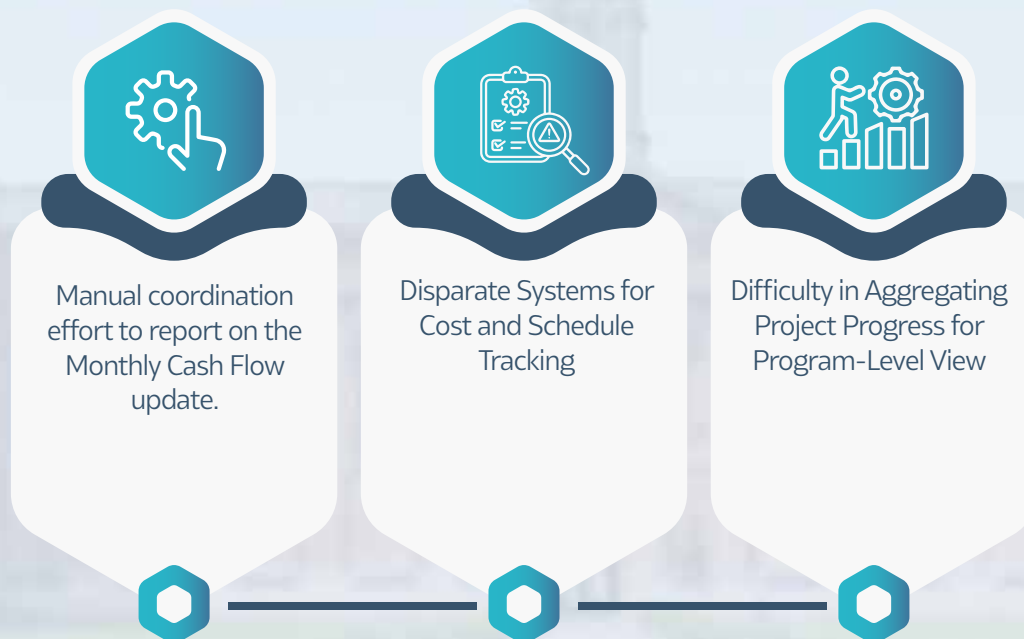 Manual coordination
effort to report on the
Monthly Cash Flow
update.
Disparate Systems for
Cost and Schedule
Tracking
Difficulty in Aggregating
Project Progress for
Program-Level View